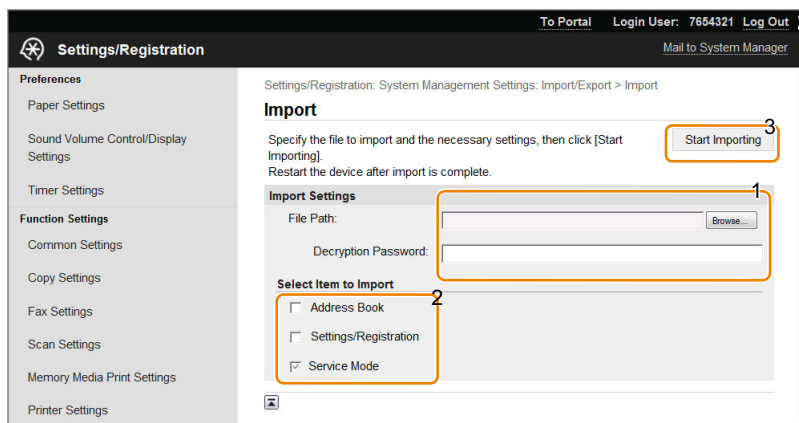 To Portal Login User: 7654321 Log Out
Settings/Registration
Mail to System Manager
Preferences
Paper Settings
Sound Volume Control/Display
Settings
Timer Settings
Function Settings
Common Settings
Copy Settings
Fax Settings
Scan Settings
Memory Media Print Settings
Printer Settings
Settings/Registration: System Management Settings: Import/Export > Import
Import
Specify the file to import and the necessary settings, then click [Start
Importing].
Restart the device after import is complete.
3
Start Importing
Import Settings
1
File Path:
Browse...
Decryption Password:
Select Item to Import
2
Address Book
Settings/Registration
Service Mode